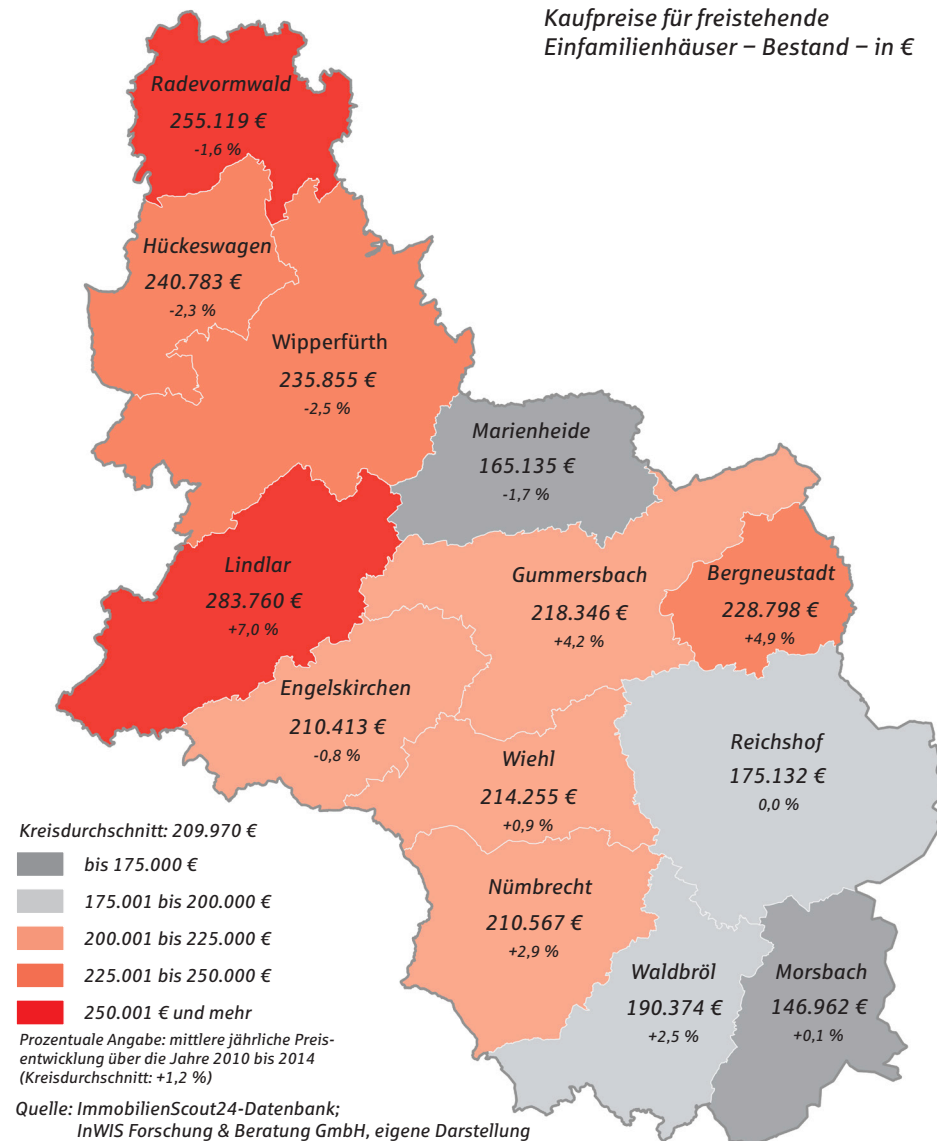 Kaufpreise für freistehende
Einfamilienhäuser – Bestand – in €
Radevormwald
255.119 €
-1,6 %
Hückeswagen
240.783 €
-2,3 %
Wipperfürth
235.855 €
-2,5 %
Marienheide
165.135 €
-1,7 %
Lindlar
283.760 €
+7,0 %
Gummersbach
218.346 €
+4,2 %
Bergneustadt
228.798 €
+4,9 %
Engelskirchen
210.413 €
-0,8 %
Wiehl
214.255 €
+0,9 %
Reichshof
175.132 €
0,0 %
Nümbrecht
210.567 €
+2,9 %
Waldbröl
190.374 €
+2,5 %
Morsbach
146.962 €
+0,1 %
Kreisdurchschnitt: 209.970 €
bis 175.000 €
175.001 bis 200.000 €
200.001 bis 225.000 €
225.001 bis 250.000 €
250.001 € und mehr
Prozentuale Angabe: mittlere jährliche Preis-
entwicklung über die Jahre 2010 bis 2014
(Kreisdurchschnitt: +1,2 %)
Quelle: ImmobilienScout24-Datenbank;
InWIS Forschung & Beratung GmbH, eigene Darstellung